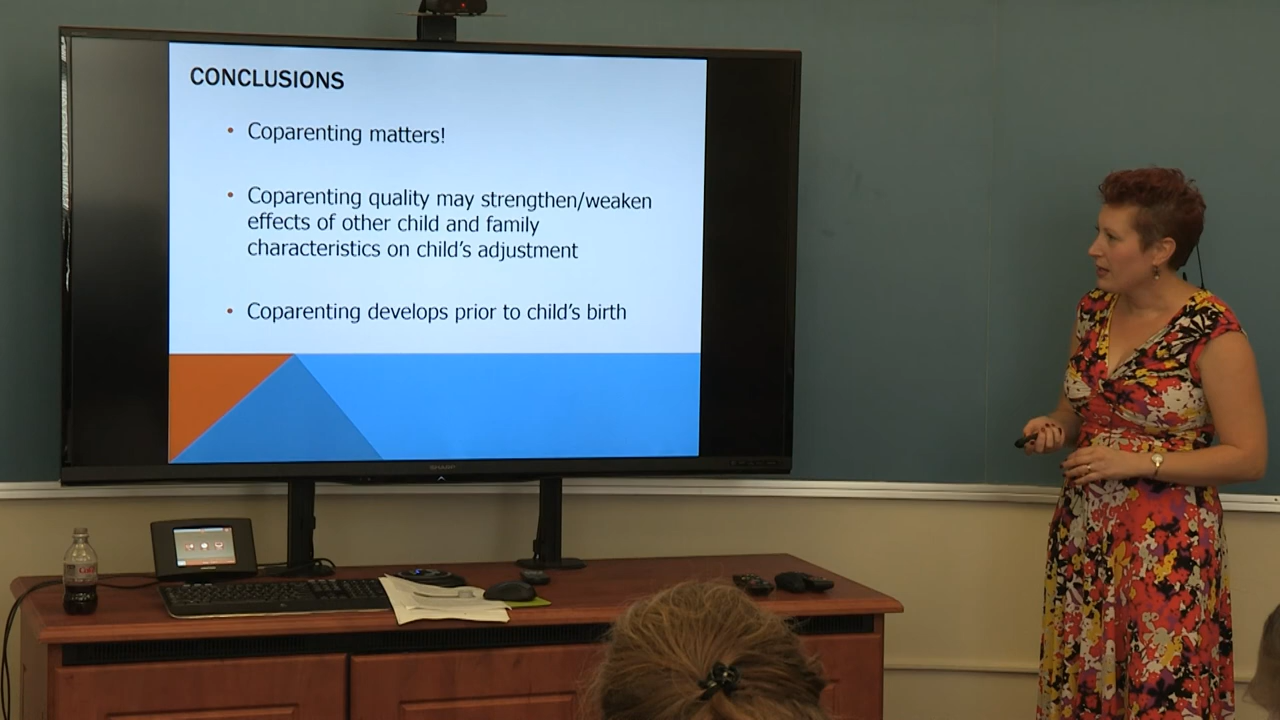 CONCLUSIONS
• Coparenting matters!
• Coparenting quality may strengthen/weaken
effects of other child and family
characteristics on child's adjustment
• Coparenting develops prior to child's birth
SHARP